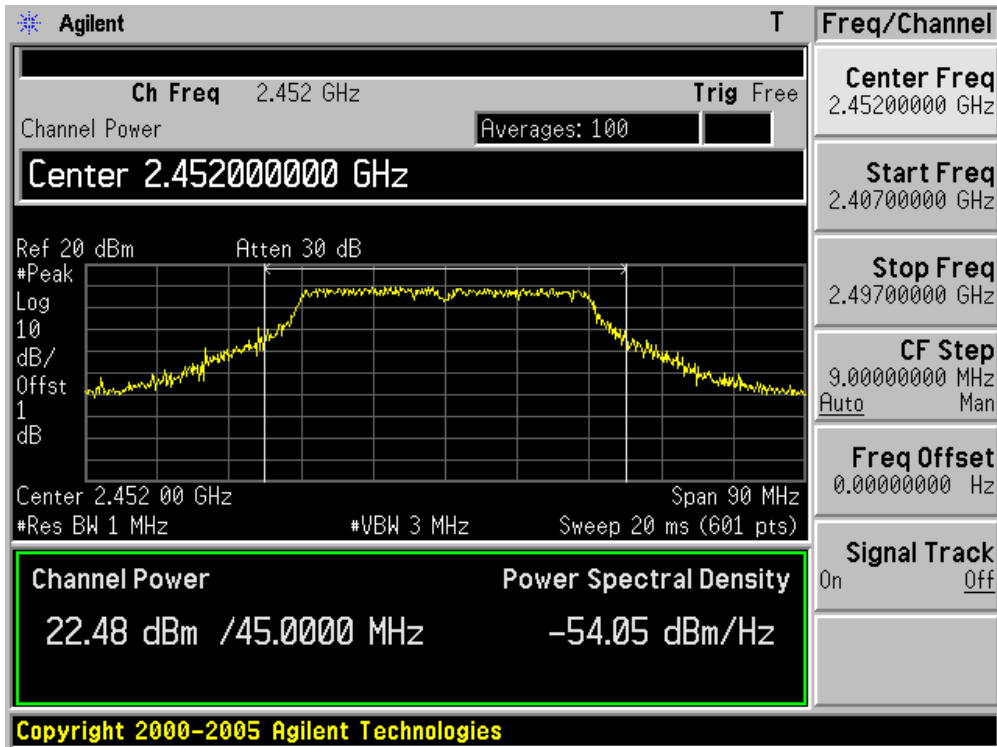 Agilent T
Freq/Channel
Ch Freq 2.452 GHz Trig Free
Channel Power Averages: 100
Center 2.452000000 GHz
Ref 20 dBm Atten 30 dB
#Peak
Log
10
dB/
Offst
1
dB
Center 2.452 00 GHz Span 90 MHz
#Res BW 1 MHz #VBW 3 MHz Sweep 20 ms (601 pts)
Channel Power Power Spectral Density
22.48 dBm /45.0000 MHz -54.05 dBm/Hz
Center Freq
2.45200000 GHz
Start Freq
2.40700000 GHz
Stop Freq
2.49700000 GHz
CF Step
9.00000000 MHz
Auto Man
Freq Offset
0.00000000 Hz
Signal Track
On Off
Copyright 2000-2005 Agilent Technologies